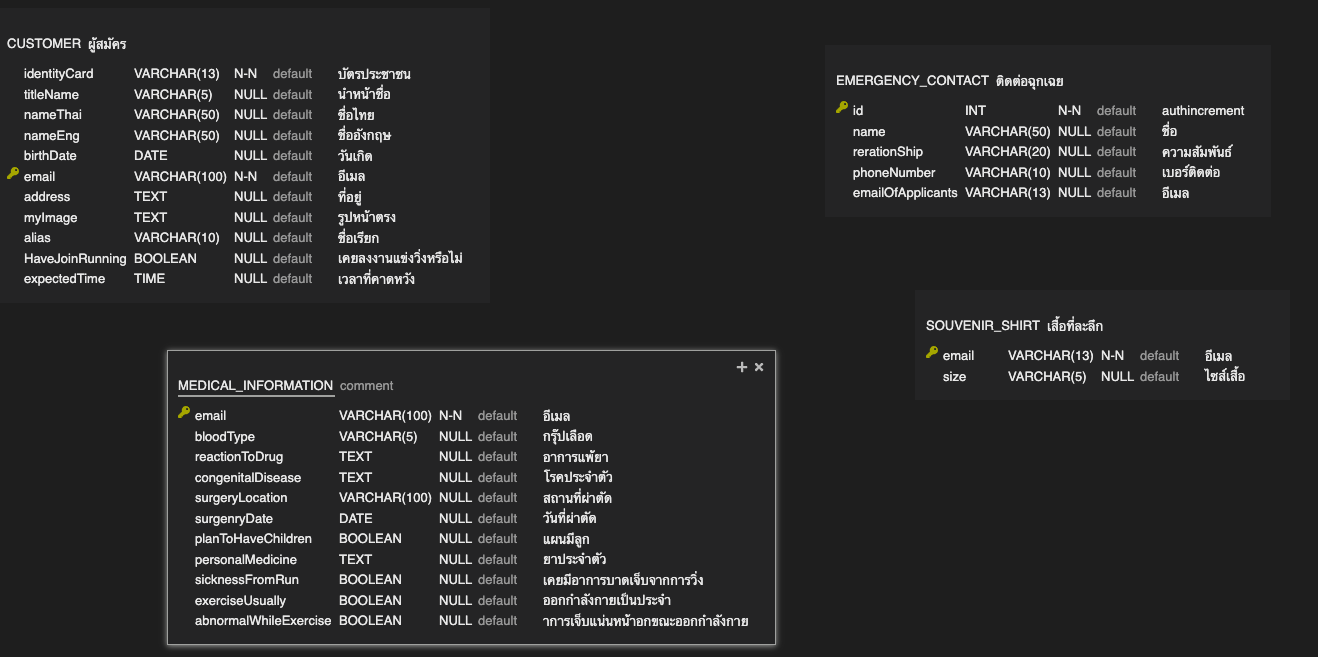 CUSTOMER ผู้สมัคร
identityCard VARCHAR(13) N-N default บัตรประชาชน
titleName VARCHAR(5) NULL default นำหน้าชื่อ
nameThai VARCHAR(50) NULL default ชื่อไทย
nameEng VARCHAR(50) NULL default ชื่ออังกฤษ
birthDate DATE NULL default วันเกิด
email VARCHAR(100) N-N default อีเมล
address TEXT NULL default ที่อยู่
myImage TEXT NULL default รูปหน้าตรง
alias VARCHAR(10) NULL default ชื่อเรียก
HaveJoinRunning BOOLEAN NULL default เคยลงงานแข่งวิ่งหรือไม่
expectedTime TIME NULL default เวลาที่คาดหวัง
EMERGENCY_CONTACT ติดต่อฉุกเฉย
id INT N-N default authincrement
name VARCHAR(50) NULL default ชื่อ
rerationShip VARCHAR(20) NULL default ความสัมพันธ์
phoneNumber VARCHAR(10) NULL default เบอร์ติดต่อ
emailOfApplicants VARCHAR(13) NULL default อีเมล
SOUVENIR_SHIRT เสื้อที่ละลึก
email VARCHAR(13) N-N default อีเมล
size VARCHAR(5) NULL default ไซส์เสื้อ
MEDICAL_INFORMATION comment
email VARCHAR(100) N-N default อีเมล
bloodType VARCHAR(5) NULL default กรุ๊ปเลือด
reactionToDrug TEXT NULL default อาการแพ้ยา
congenitalDisease TEXT NULL default โรคประจำตัว
surgeryLocation VARCHAR(100) NULL default สถานที่ผ่าตัด
surgenryDate DATE NULL default วันที่ผ่าตัด
planToHaveChildren BOOLEAN NULL default แผนมีลูก
personalMedicine TEXT NULL default ยาประจำตัว
sicknessFromRun BOOLEAN NULL default เคยมีอาการบาดเจ็บจากการวิ่ง
exerciseUsually BOOLEAN NULL default ออกกำลังกายเป็นประจำ
abnormalWhileExercise BOOLEAN NULL default าการเจ็บแน่นหน้าอกขณะออกกำลังกาย